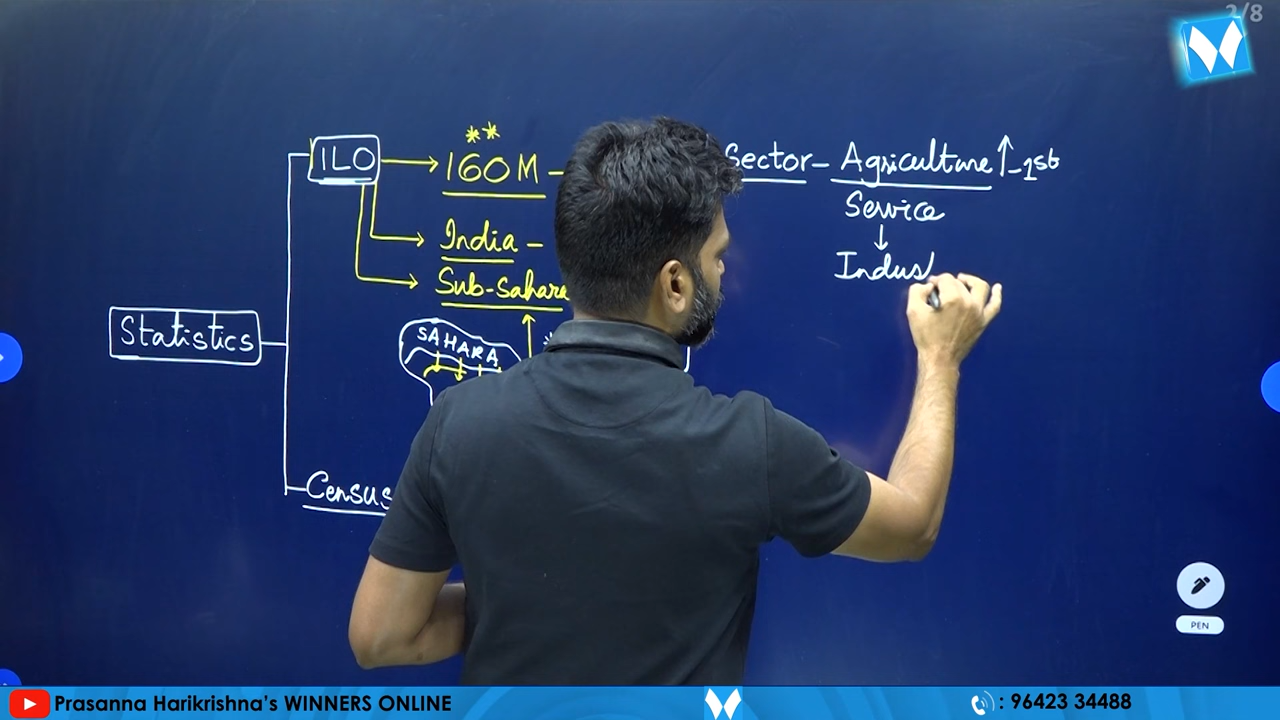 2/8
**
ILO → 160M – Sector – Agriculture ↑ – 1st
Service
↓
India –
Indus
Sub-Sahara
SAHARA
Statistics
Census
PEN
Prasanna Harikrishna's WINNERS ONLINE
: 96423 34488